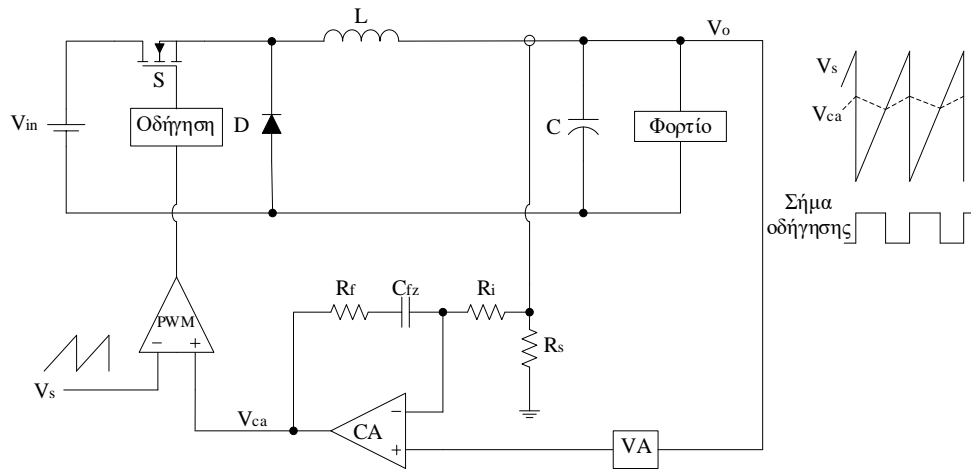 L
Vo
S
Vs
Vin
Οδήγηση
D
C
Φορτίο
Vca
Σήμα
οδήγησης
Rf
Cfz
Ri
PWM
Rs
−
+
Vs
Vca
CA
−
+
VA